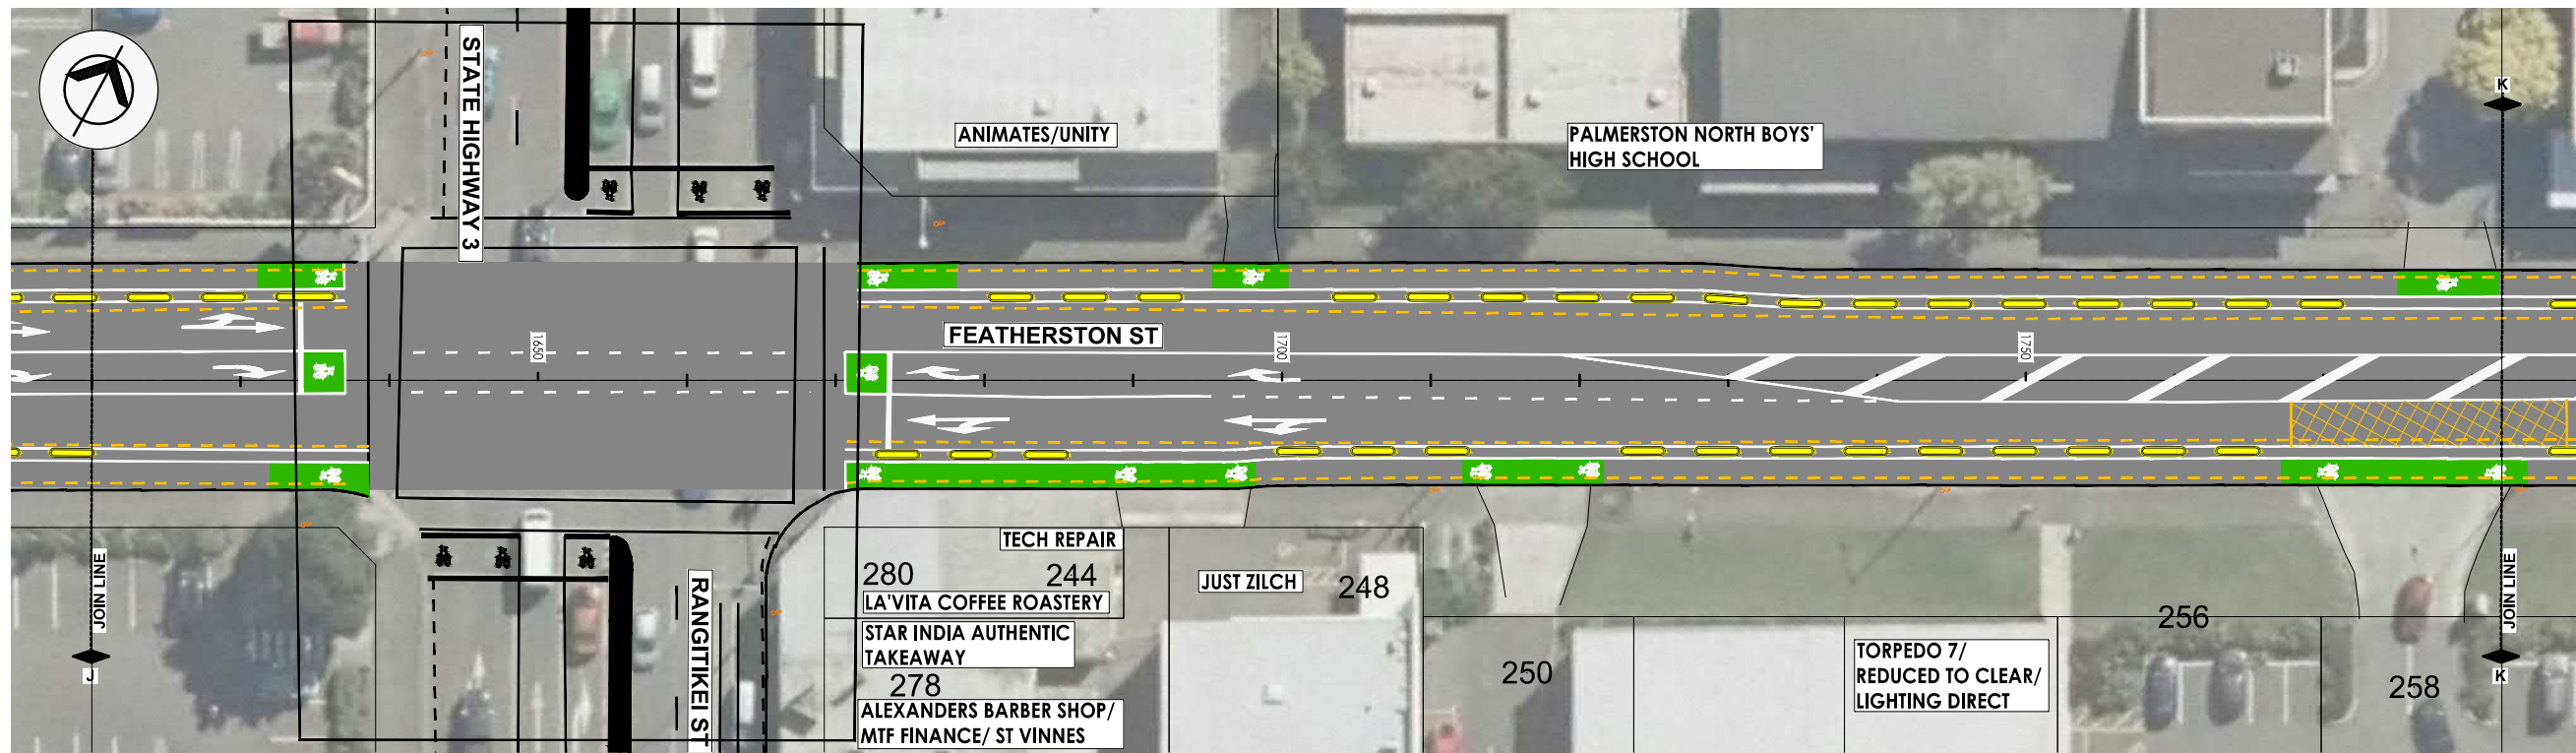 STATE HIGHWAY 3
ANIMATES/UNITY
PALMERSTON NORTH BOYS'
HIGH SCHOOL
K
FEATHERSTON ST
1650
1700
1750
JOIN LINE
J
RANGITIKEI ST
TECH REPAIR
280
244
LA'VITA COFFEE ROASTERY
STAR INDIA AUTHENTIC
TAKEAWAY
278
ALEXANDERS BARBER SHOP/
MTF FINANCE/ ST VINNES
JUST ZILCH
248
250
TORPEDO 7/
REDUCED TO CLEAR/
LIGHTING DIRECT
256
258
JOIN LINE
K